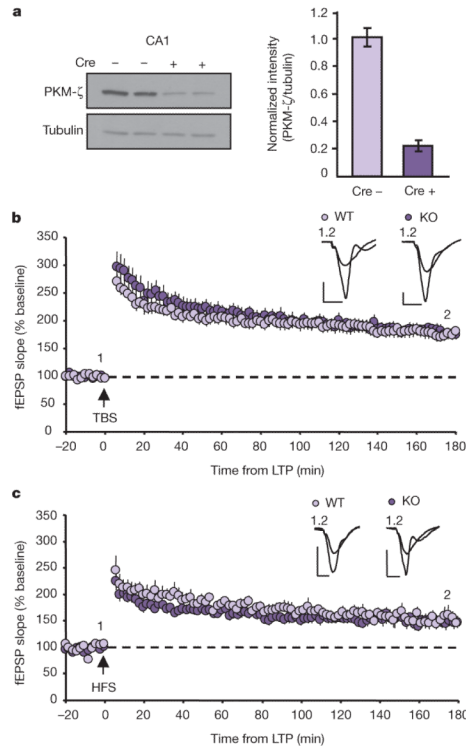 a
CA1
Cre – – + +
PKM-ζ
Tubulin
Normalized intensity
(PKM-ζ/tubulin)
1.2
1.0
0.8
0.6
0.4
0.2
0
Cre – Cre +
b
WT KO
1.2 1.2
fEPSP slope (% baseline)
350
300
250
200
150
100
50
0
1
2
TBS
–20 0 20 40 60 80 100 120 140 160 180
Time from LTP (min)
c
WT KO
1.2 1.2
fEPSP slope (% baseline)
350
300
250
200
150
100
50
0
1
2
HFS
–20 0 20 40 60 80 100 120 140 160 180
Time from LTP (min)